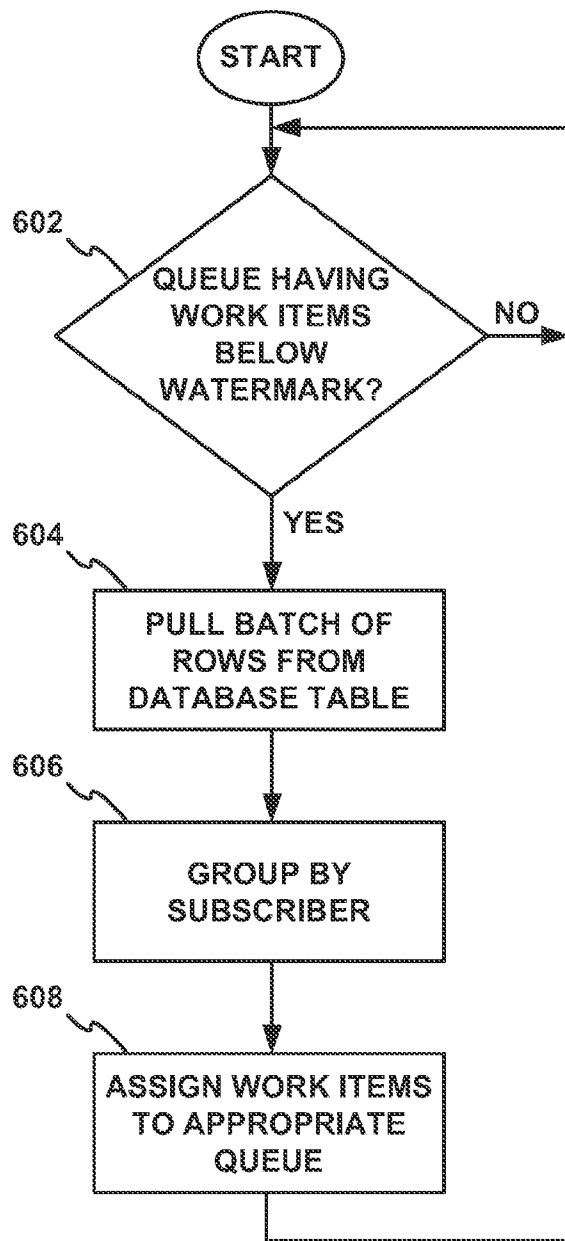 START
602
QUEUE HAVING
WORK ITEMS
BELOW
WATERMARK?
NO
YES
604
PULL BATCH OF
ROWS FROM
DATABASE TABLE
606
GROUP BY
SUBSCRIBER
608
ASSIGN WORK ITEMS
TO APPROPRIATE
QUEUE